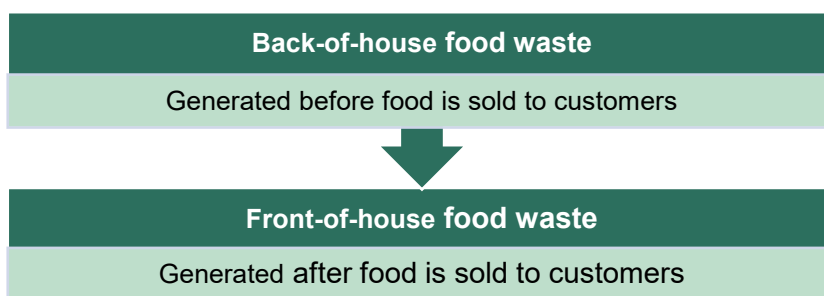 Back-of-house food waste
Generated before food is sold to customers
Front-of-house food waste
Generated after food is sold to customers